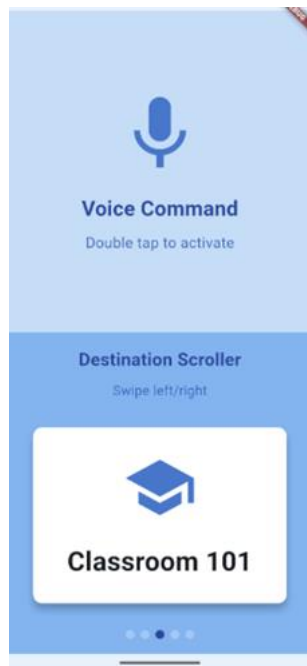 Voice Command
Double tap to activate
Destination Scroller
Swipe left/right
Classroom 101